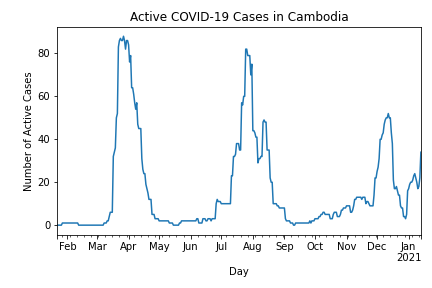 Active COVID-19 Cases in Cambodia
Number of Active Cases
80
60
40
20
0
Feb Mar Apr May Jun Jul Aug Sep Oct Nov Dec Jan
2021
Day